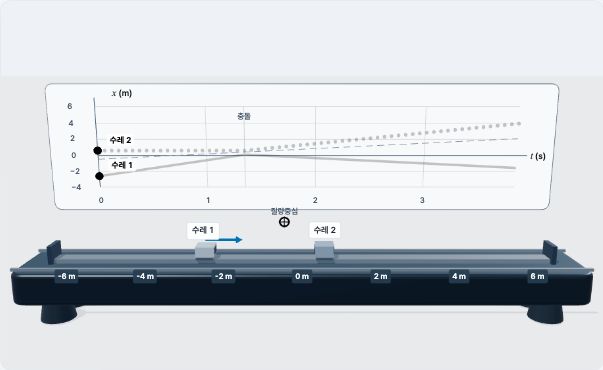 x (m)
6
4
2
0
−2
−4
충돌
수레 2
수레 1
t (s)
0
1
2
3
질량중심
수레 1
수레 2
-6 m
-4 m
-2 m
0 m
2 m
4 m
6 m